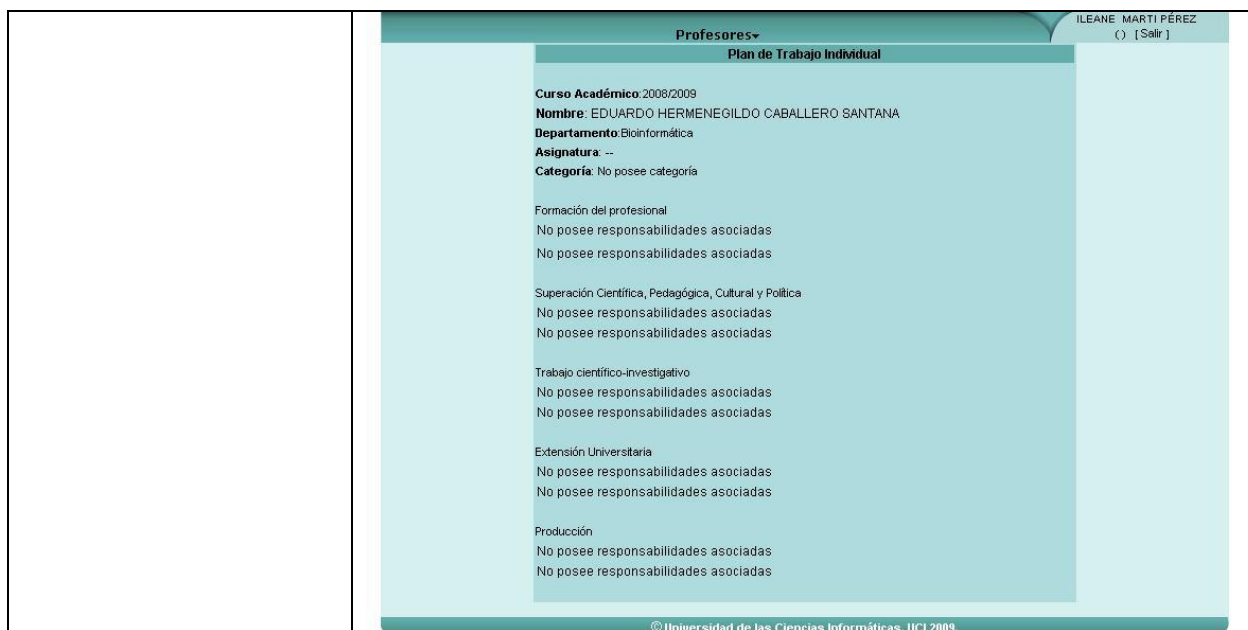 ILEANE MARTI PÉREZ
Profesores
() [ Salir ]
Plan de Trabajo Individual
Curso Académico:2008/2009
Nombre: EDUARDO HERMENEGILDO CABALLERO SANTANA
Departamento:Bioinformática
Asignatura: --
Categoría: No posee categoría
Formación del profesional
No posee responsabilidades asociadas
No posee responsabilidades asociadas
Superación Científica, Pedagógica, Cultural y Política
No posee responsabilidades asociadas
No posee responsabilidades asociadas
Trabajo científico-investigativo
No posee responsabilidades asociadas
No posee responsabilidades asociadas
Extensión Universitaria
No posee responsabilidades asociadas
No posee responsabilidades asociadas
Producción
No posee responsabilidades asociadas
No posee responsabilidades asociadas
© Universidad de las Ciencias Informáticas. UCI 2009.